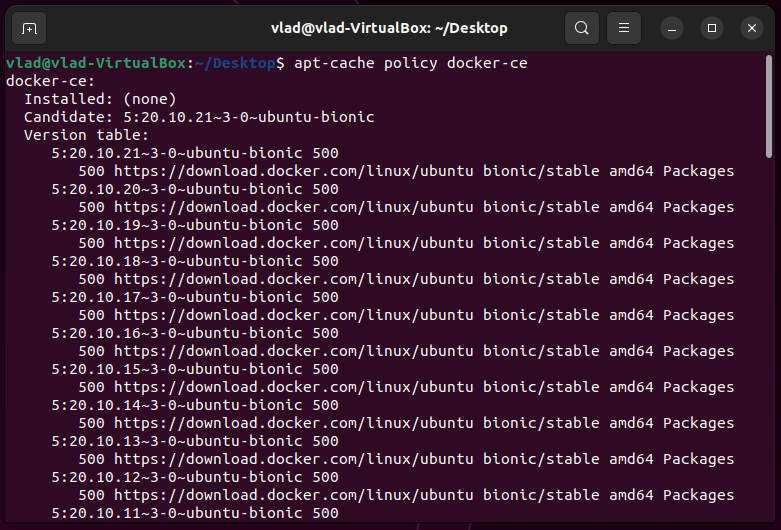 vlad@vlad-VirtualBox: ~/Desktop
vlad@vlad-VirtualBox:~/Desktop$ apt-cache policy docker-ce
docker-ce:
  Installed: (none)
  Candidate: 5:20.10.21~3-0~ubuntu-bionic
  Version table:
     5:20.10.21~3-0~ubuntu-bionic 500
        500 https://download.docker.com/linux/ubuntu bionic/stable amd64 Packages
     5:20.10.20~3-0~ubuntu-bionic 500
        500 https://download.docker.com/linux/ubuntu bionic/stable amd64 Packages
     5:20.10.19~3-0~ubuntu-bionic 500
        500 https://download.docker.com/linux/ubuntu bionic/stable amd64 Packages
     5:20.10.18~3-0~ubuntu-bionic 500
        500 https://download.docker.com/linux/ubuntu bionic/stable amd64 Packages
     5:20.10.17~3-0~ubuntu-bionic 500
        500 https://download.docker.com/linux/ubuntu bionic/stable amd64 Packages
     5:20.10.16~3-0~ubuntu-bionic 500
        500 https://download.docker.com/linux/ubuntu bionic/stable amd64 Packages
     5:20.10.15~3-0~ubuntu-bionic 500
        500 https://download.docker.com/linux/ubuntu bionic/stable amd64 Packages
     5:20.10.14~3-0~ubuntu-bionic 500
        500 https://download.docker.com/linux/ubuntu bionic/stable amd64 Packages
     5:20.10.13~3-0~ubuntu-bionic 500
        500 https://download.docker.com/linux/ubuntu bionic/stable amd64 Packages
     5:20.10.12~3-0~ubuntu-bionic 500
        500 https://download.docker.com/linux/ubuntu bionic/stable amd64 Packages
     5:20.10.11~3-0~ubuntu-bionic 500